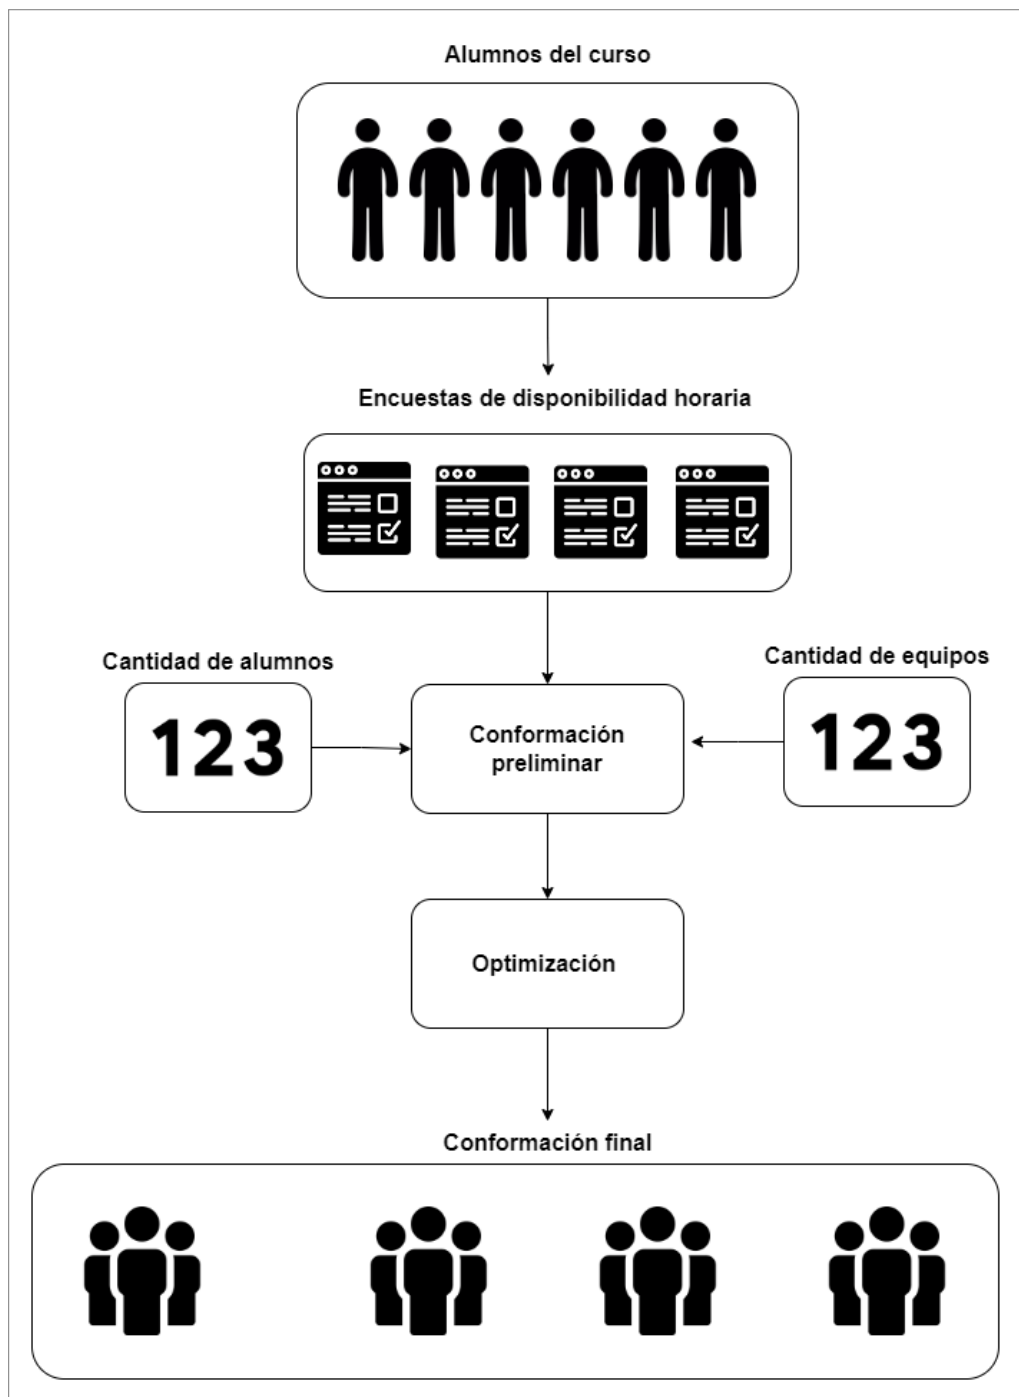 Alumnos del curso
Encuestas de disponibilidad horaria
Cantidad de alumnos
Cantidad de equipos
123
123
Conformación
preliminar
Optimización
Conformación final